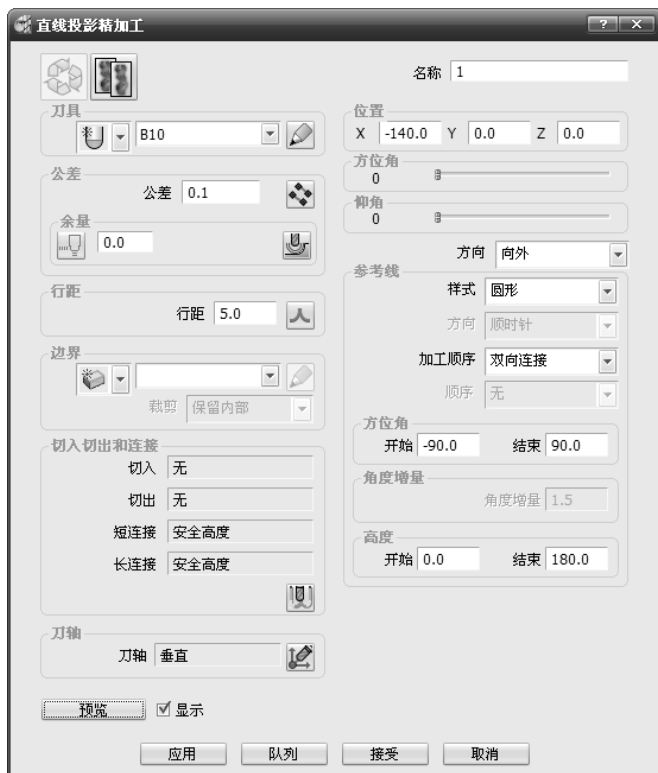 直线投影精加工
名称 1
刀具
B10
公差
公差 0.1
余量
0.0
行距
行距 5.0
边界
裁剪 保留内部
切入切出和连接
切入 无
切出 无
短连接 安全高度
长连接 安全高度
刀轴
刀轴 垂直
预览 显示
位置
X -140.0 Y 0.0 Z 0.0
方位角
0
仰角
0
方向 向外
参考线
样式 圆形
方向 顺时针
加工顺序 双向连接
顺序 无
方位角
开始 -90.0 结束 90.0
角度增量
角度增量 1.5
高度
开始 0.0 结束 180.0
应用 队列 接受 取消